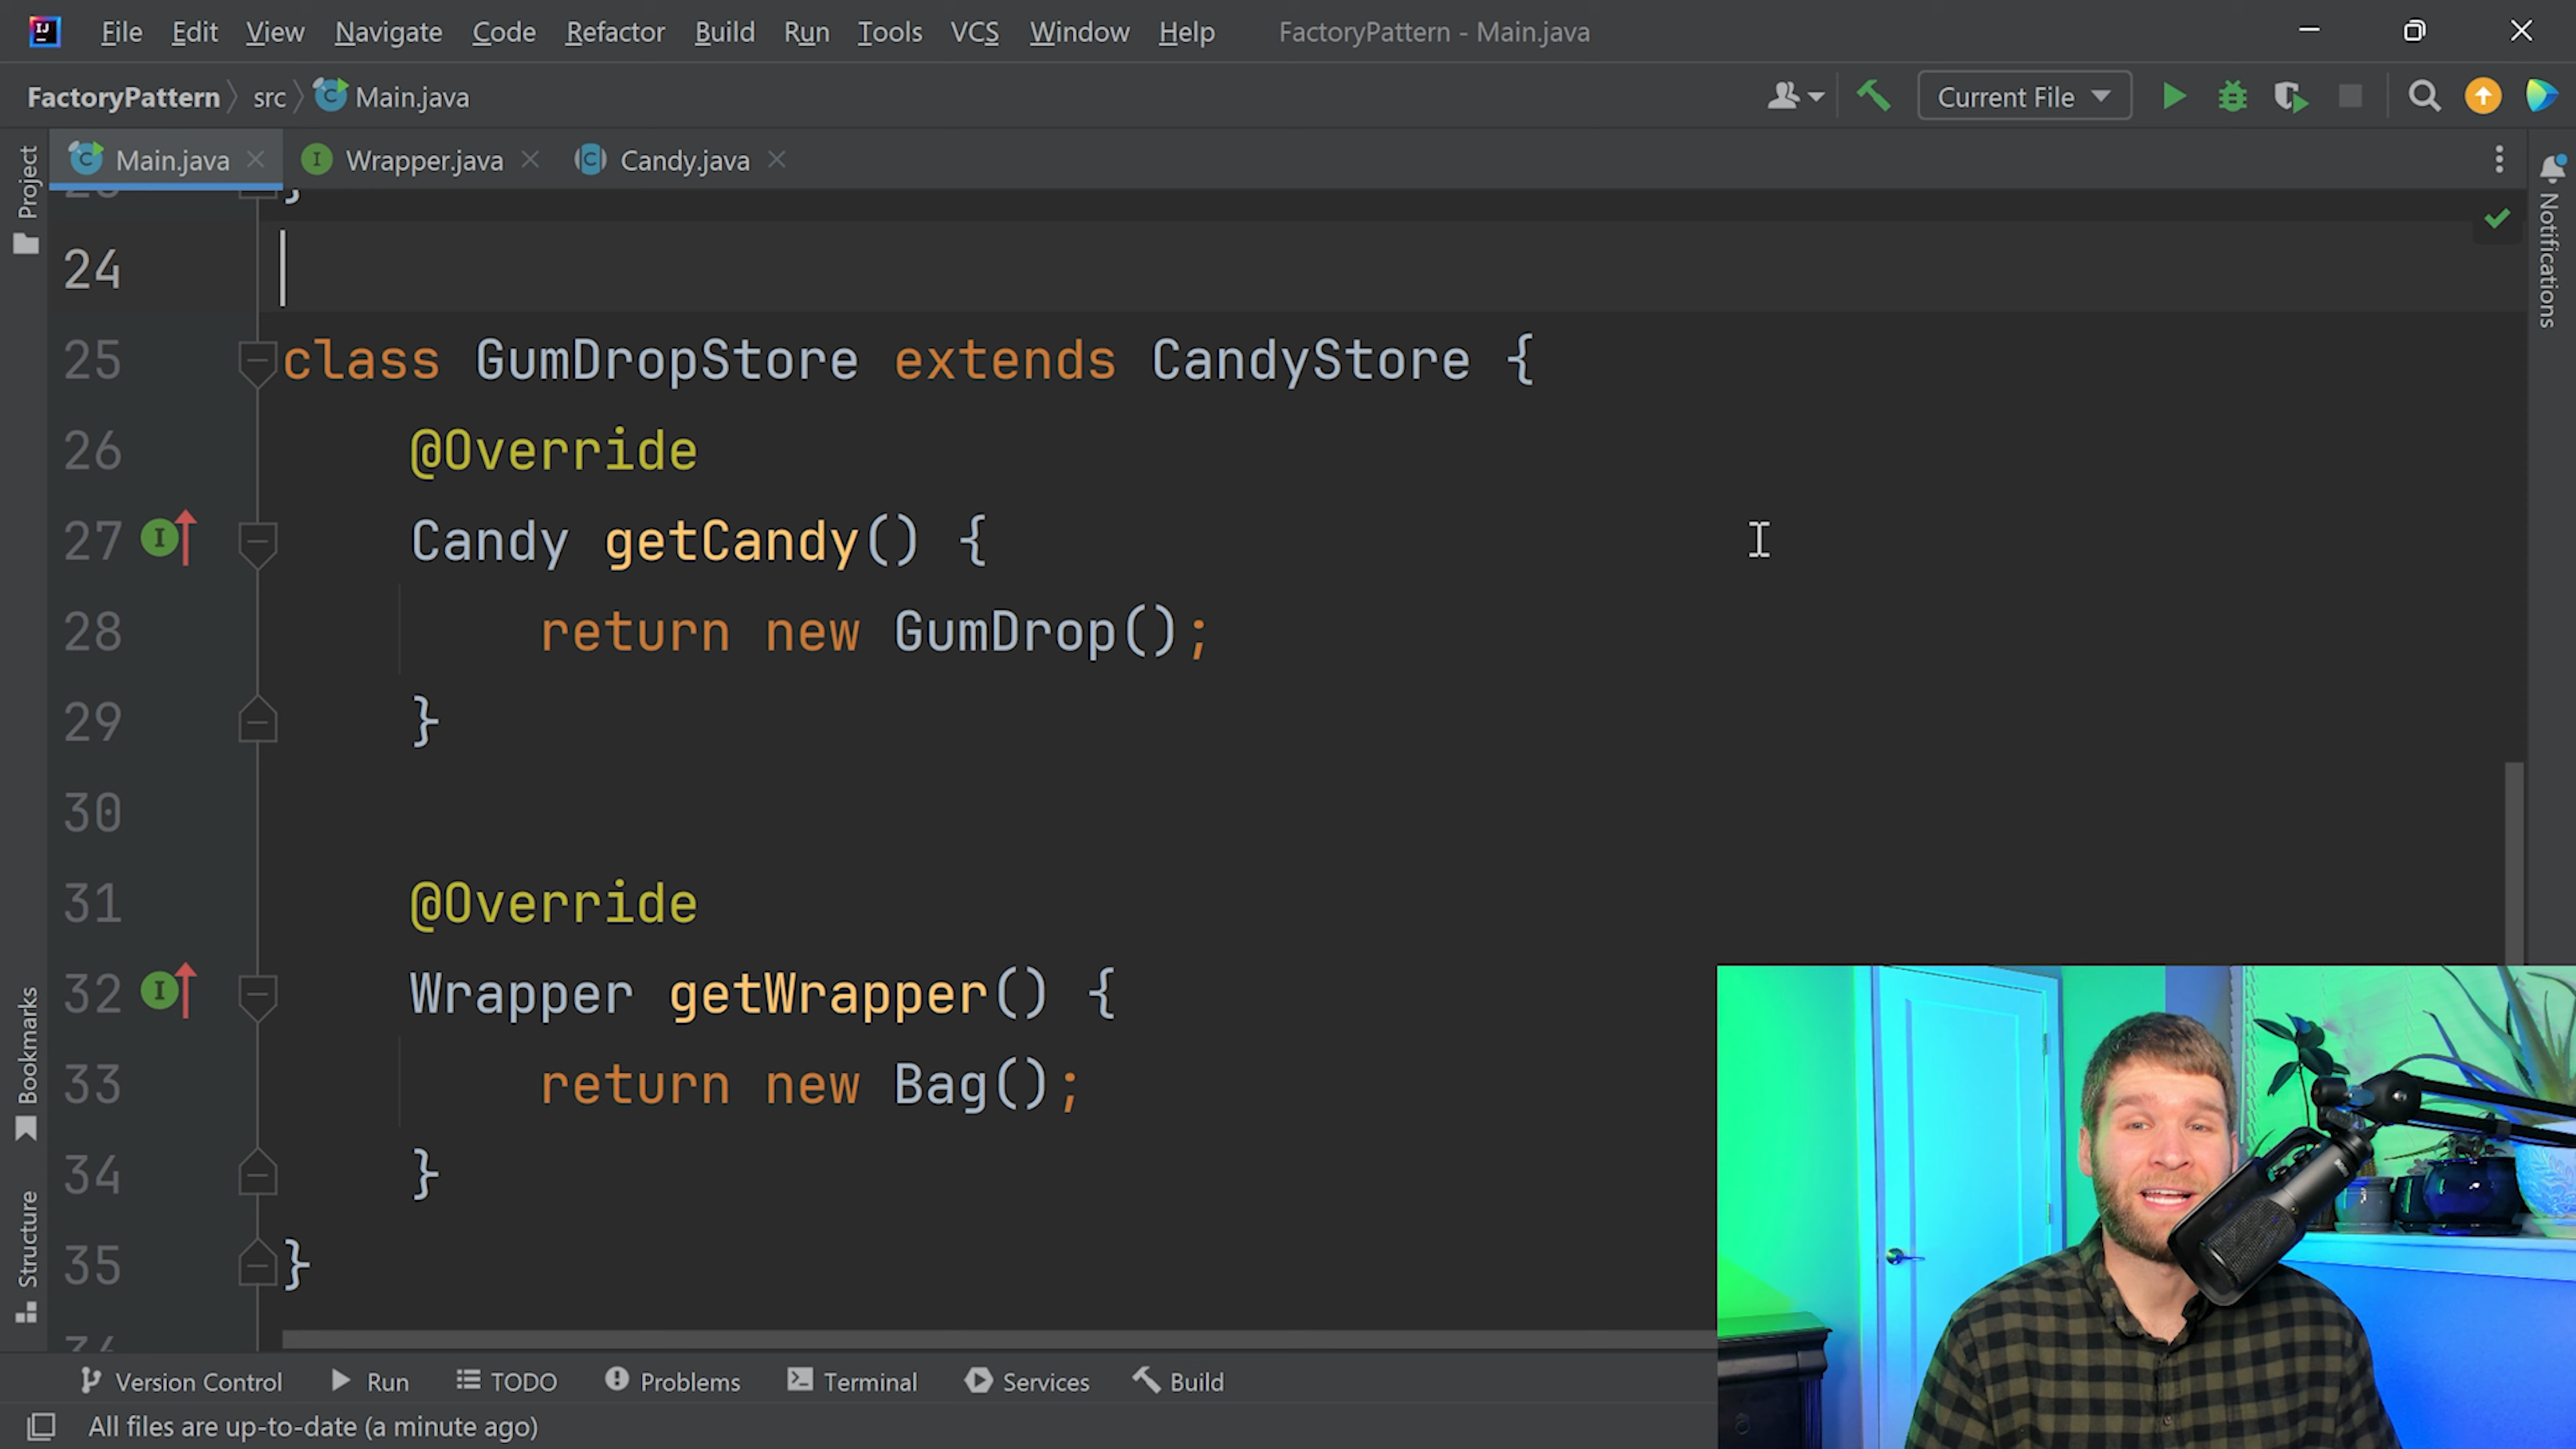 File Edit View Navigate Code Refactor Build Run Tools VCS Window Help FactoryPattern - Main.java
FactoryPattern src Main.java Current File
Project
Main.java Wrapper.java Candy.java
Notifications
}
24
25 class GumDropStore extends CandyStore {
26 @Override
27 Candy getCandy() {
28 return new GumDrop();
29 }
30
31 @Override
32 Wrapper getWrapper() {
33 return new Bag();
34 }
35 }
Bookmarks
Structure
Version Control Run TODO Problems Terminal Services Build
All files are up-to-date (a minute ago)